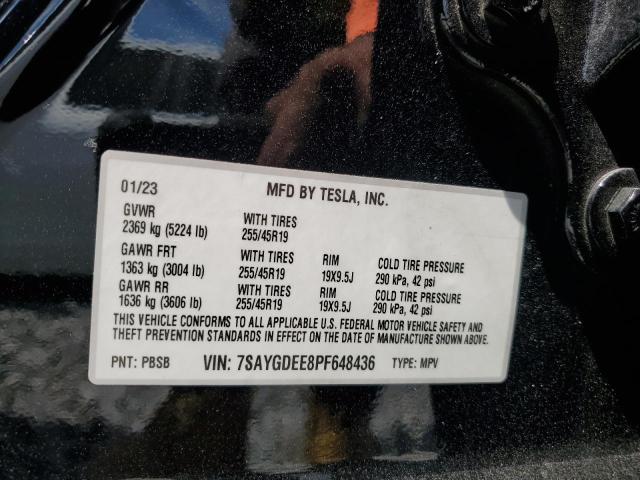 01/23 MFD BY TESLA, INC.
GVWR WITH TIRES
2369 kg (5224 lb) 255/45R19
GAWR FRT WITH TIRES RIM COLD TIRE PRESSURE
1363 kg (3004 lb) 255/45R19 19X9.5J 290 kPa, 42 psi
GAWR RR WITH TIRES RIM COLD TIRE PRESSURE
1636 kg (3606 lb) 255/45R19 19X9.5J 290 kPa, 42 psi
THIS VEHICLE CONFORMS TO ALL APPLICABLE U.S. FEDERAL MOTOR VEHICLE SAFETY AND
THEFT PREVENTION STANDARDS IN EFFECT ON THE DATE OF MANUFACTURE SHOWN ABOVE.
PNT: PBSB VIN: 7SAYGDEE8PF648436 TYPE: MPV